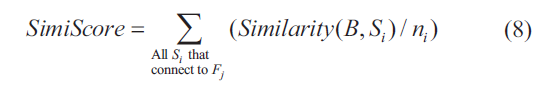 SimiScore = ∑ (Similarity(B, S_i) / n_i) (8)
All S_i that
connect to F_j